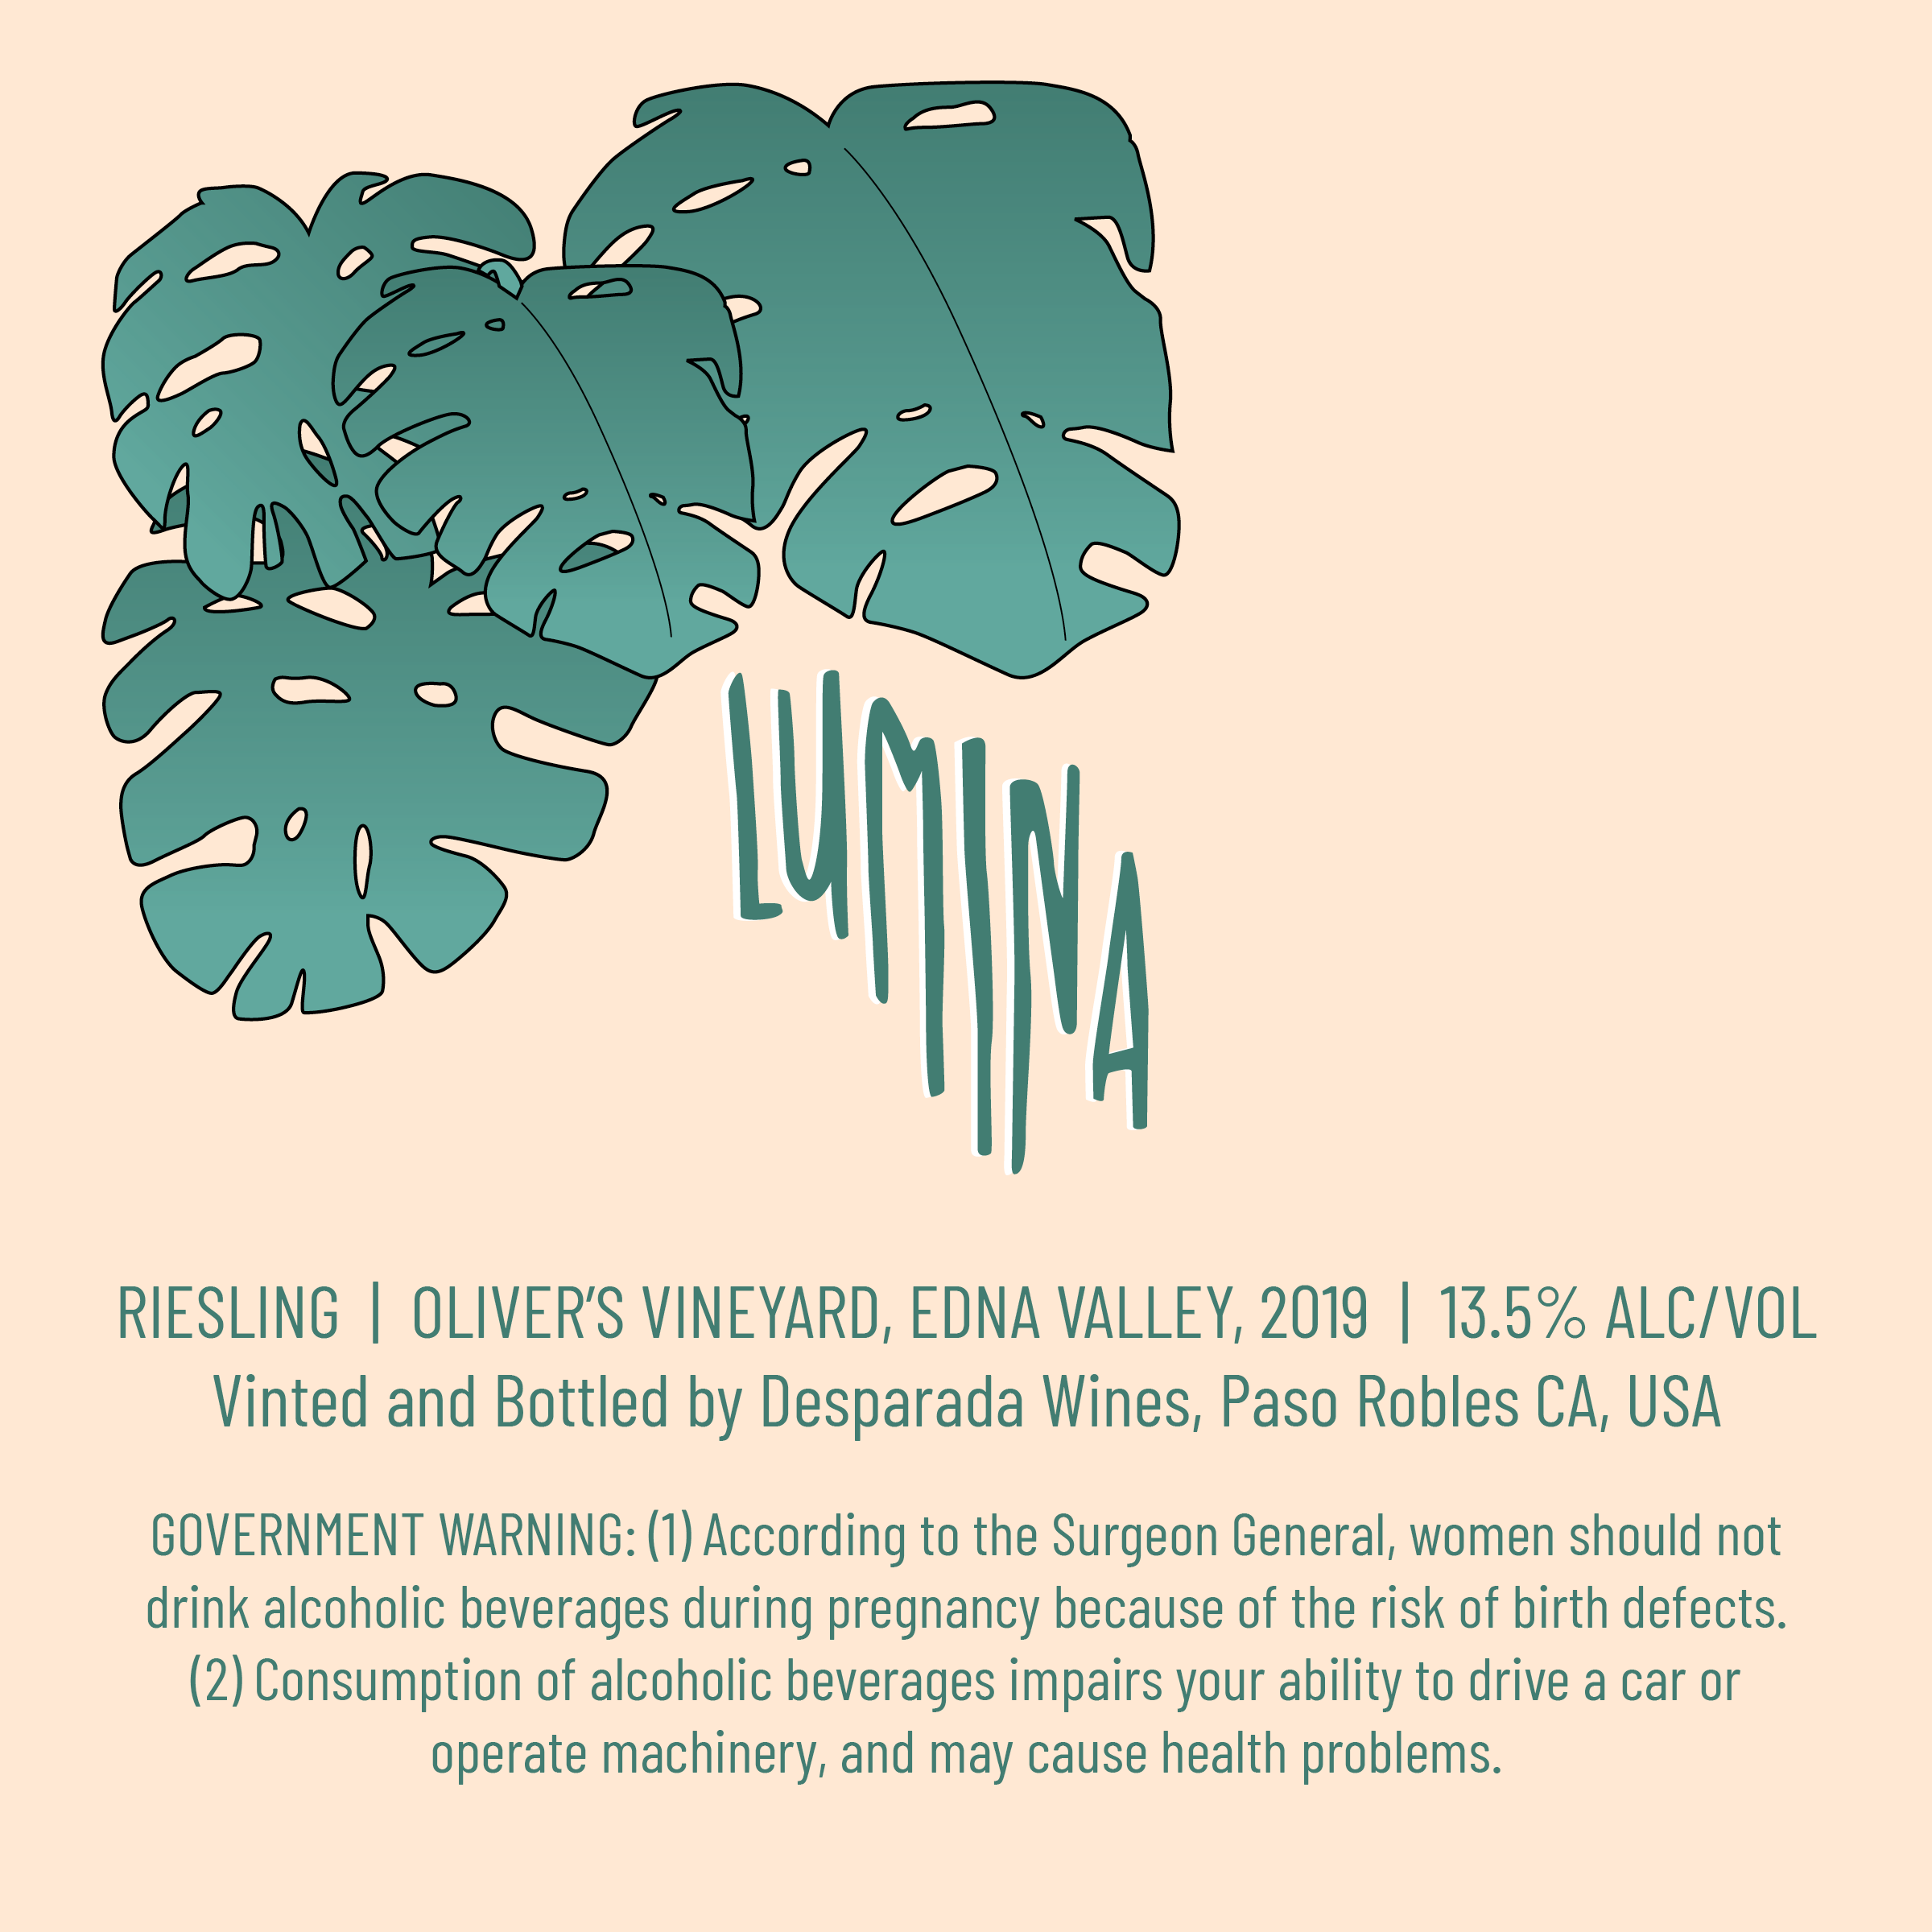 LUMINA
RIESLING | OLIVER'S VINEYARD, EDNA VALLEY, 2019 | 13.5% ALC/VOL
Vinted and Bottled by Desparada Wines, Paso Robles CA, USA
GOVERNMENT WARNING: (1) According to the Surgeon General, women should not
drink alcoholic beverages during pregnancy because of the risk of birth defects.
(2) Consumption of alcoholic beverages impairs your ability to drive a car or
operate machinery, and may cause health problems.